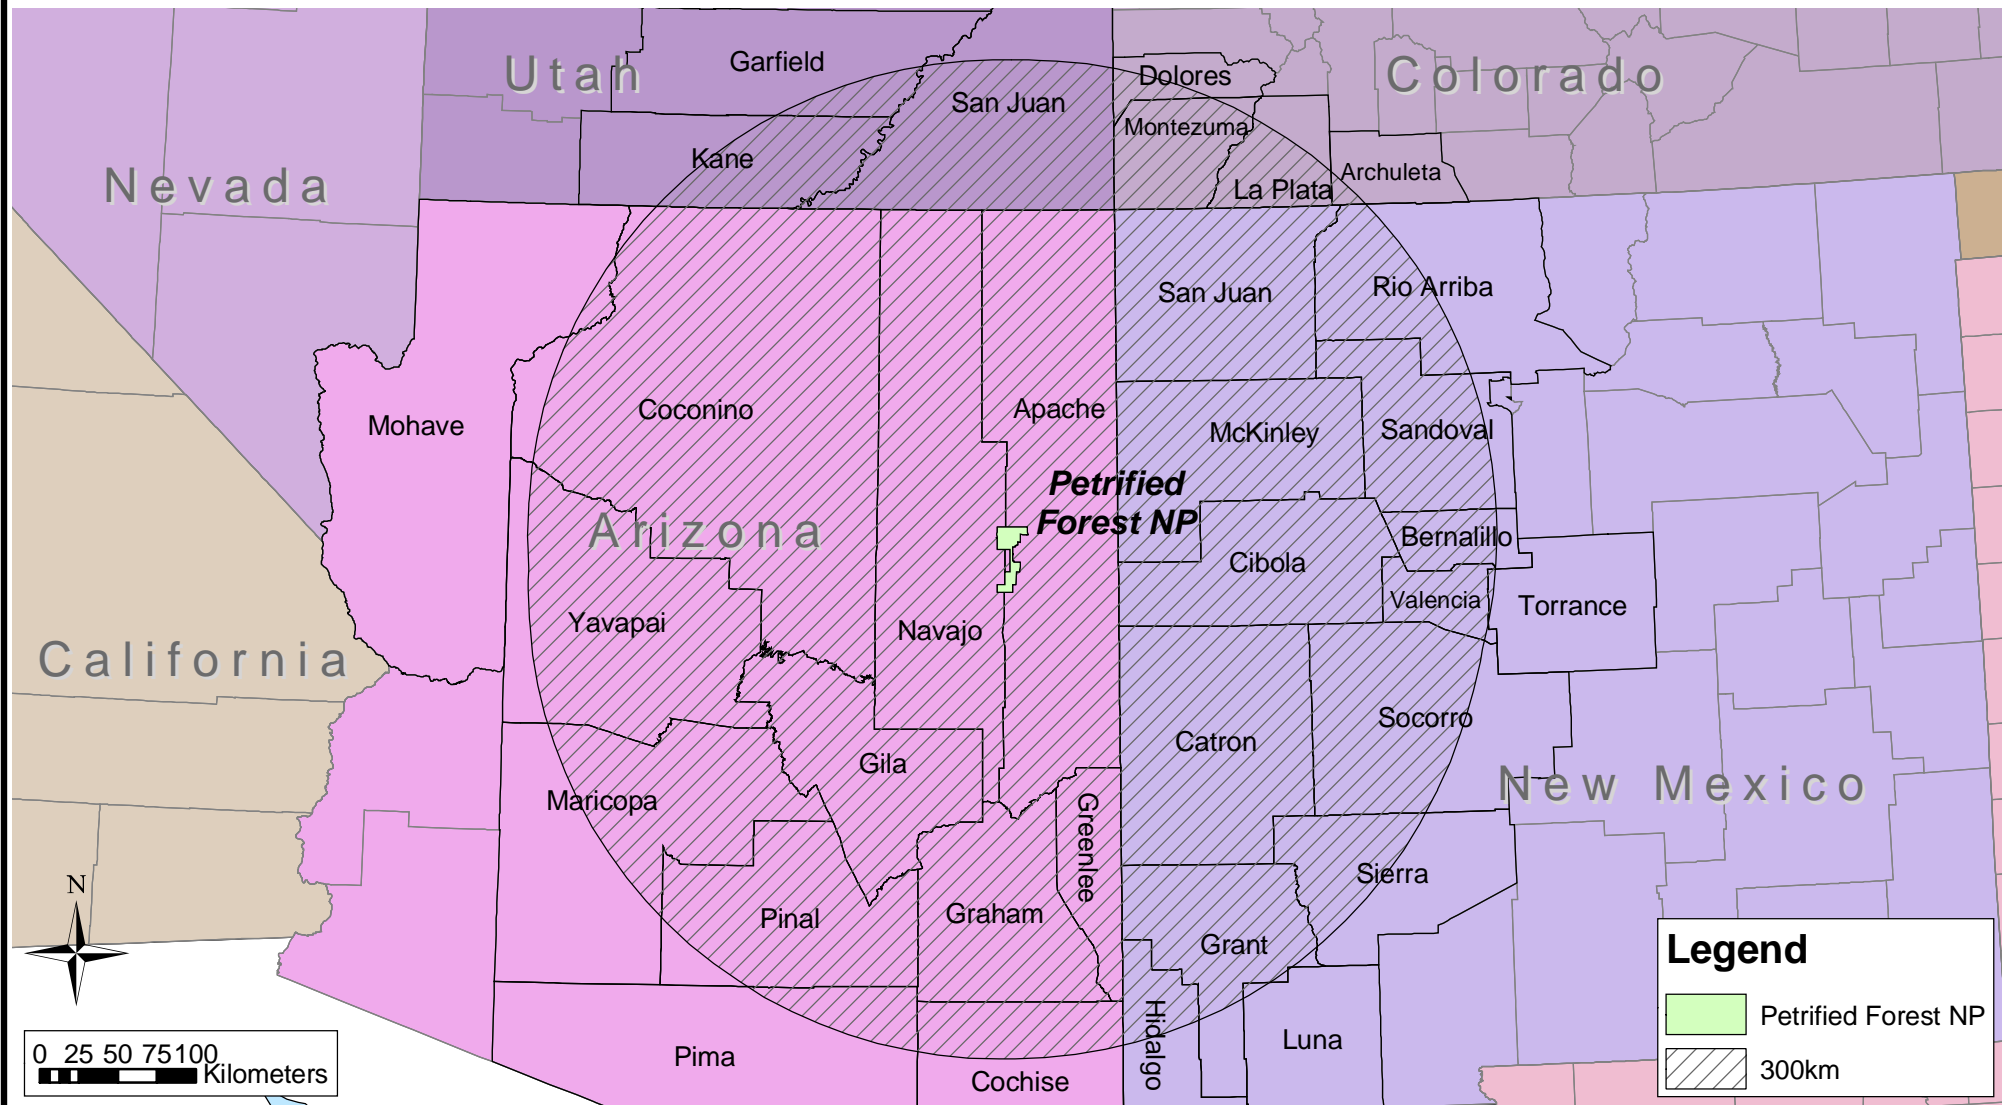 Utah
Garfield
San Juan
Dolores
Colorado
Montezuma
Kane
Archuleta
Nevada
La Plata
San Juan
Rio Arriba
Coconino
Apache
Mohave
McKinley
Sandoval
Petrified
Forest NP
Arizona
Bernalillo
Cibola
Valencia
Torrance
Yavapai
Navajo
California
Socorro
Catron
Gila
New Mexico
Maricopa
Greenlee
Sierra
N
Pinal
Graham
Grant
Legend
Petrified Forest NP
300km
Hidalgo
Luna
Pima
Cochise
0 25 50 75 100
Kilometers